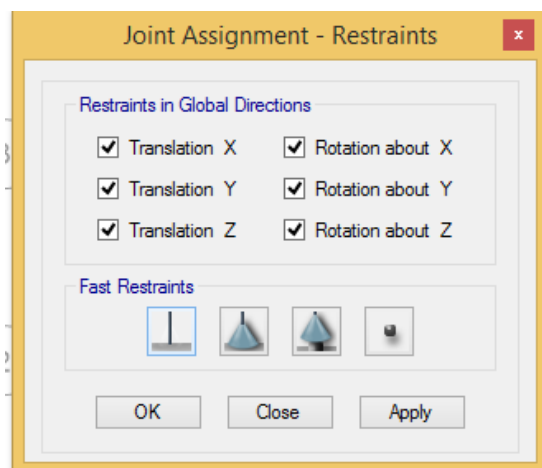 Joint Assignment - Restraints
x
Restraints in Global Directions
Translation X
Rotation about X
Translation Y
Rotation about Y
Translation Z
Rotation about Z
Fast Restraints
OK
Close
Apply